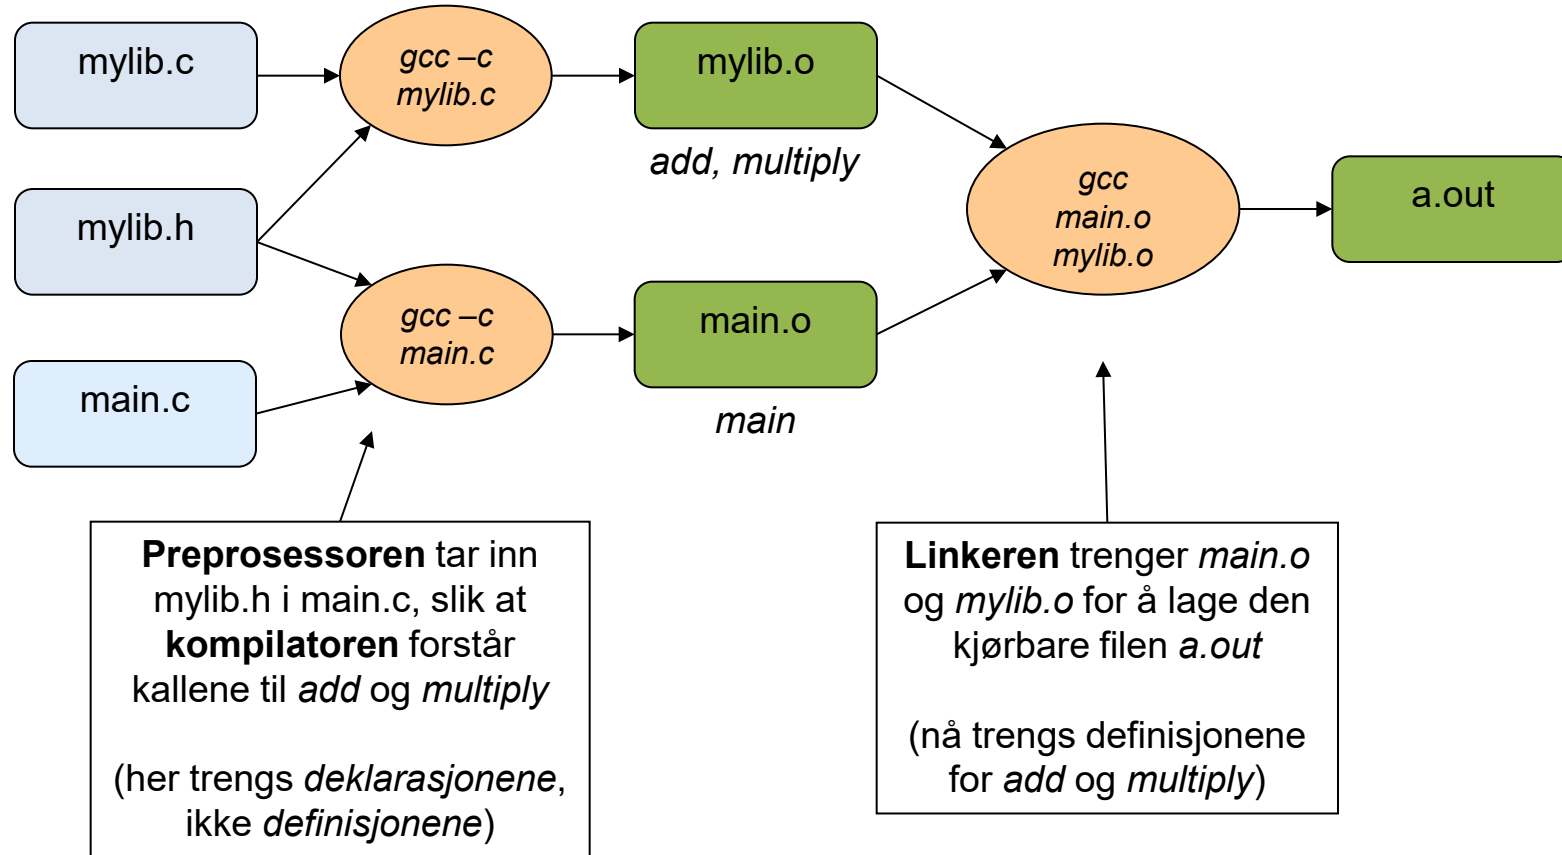 mylib.c
gcc –c
mylib.c
mylib.o
add, multiply
mylib.h
gcc
main.o
mylib.o
a.out
gcc –c
main.c
main.o
main
main.c
Preprosessoren tar inn
mylib.h i main.c, slik at
kompilatoren forstår
kallene til add og multiply
(her trengs deklarasjonene,
ikke definisjonene)
Linkeren trenger main.o
og mylib.o for å lage den
kjørbare filen a.out
(nå trengs definisjonene
for add og multiply)